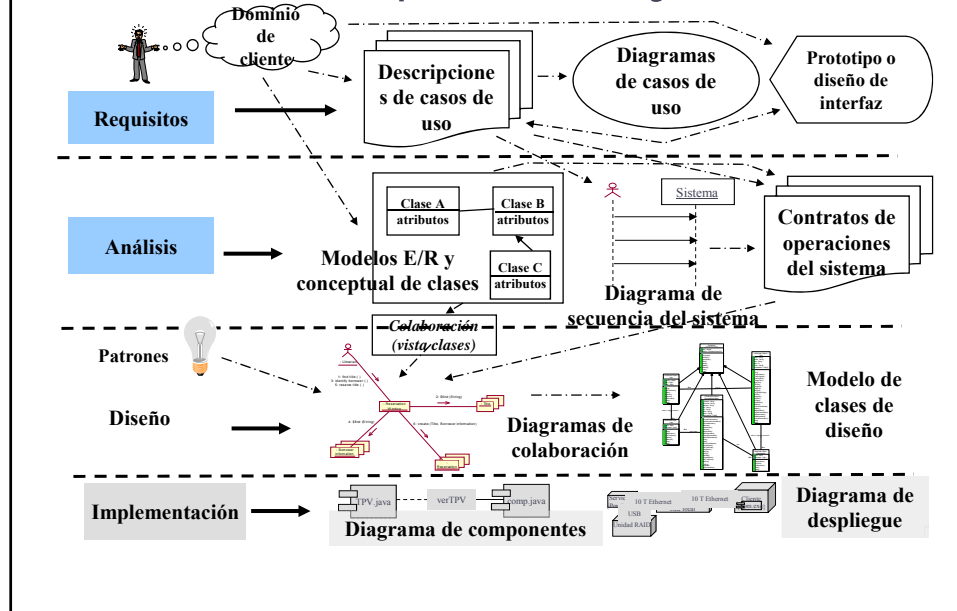 Dominio
de
cliente
Descripcione
s de casos de
uso
Diagramas
de casos de
uso
Prototipo o
diseño de
interfaz
Requisitos
Clase A
atributos
Clase B
atributos
Clase C
atributos
Sistema
Contratos de
operaciones
del sistema
Análisis
Modelos E/R y
conceptual de clases
Diagrama de
secuencia del sistema
Colaboración
(vista clases)
Patrones
Diseño
Diagramas de
colaboración
Modelo de
clases de
diseño
Implementación
TPV.java
verTPV
comp.java
Diagrama de componentes
10 T Ethernet
10 T Ethernet
Cliente
USB
Unidad RAID
Diagrama de
despliegue